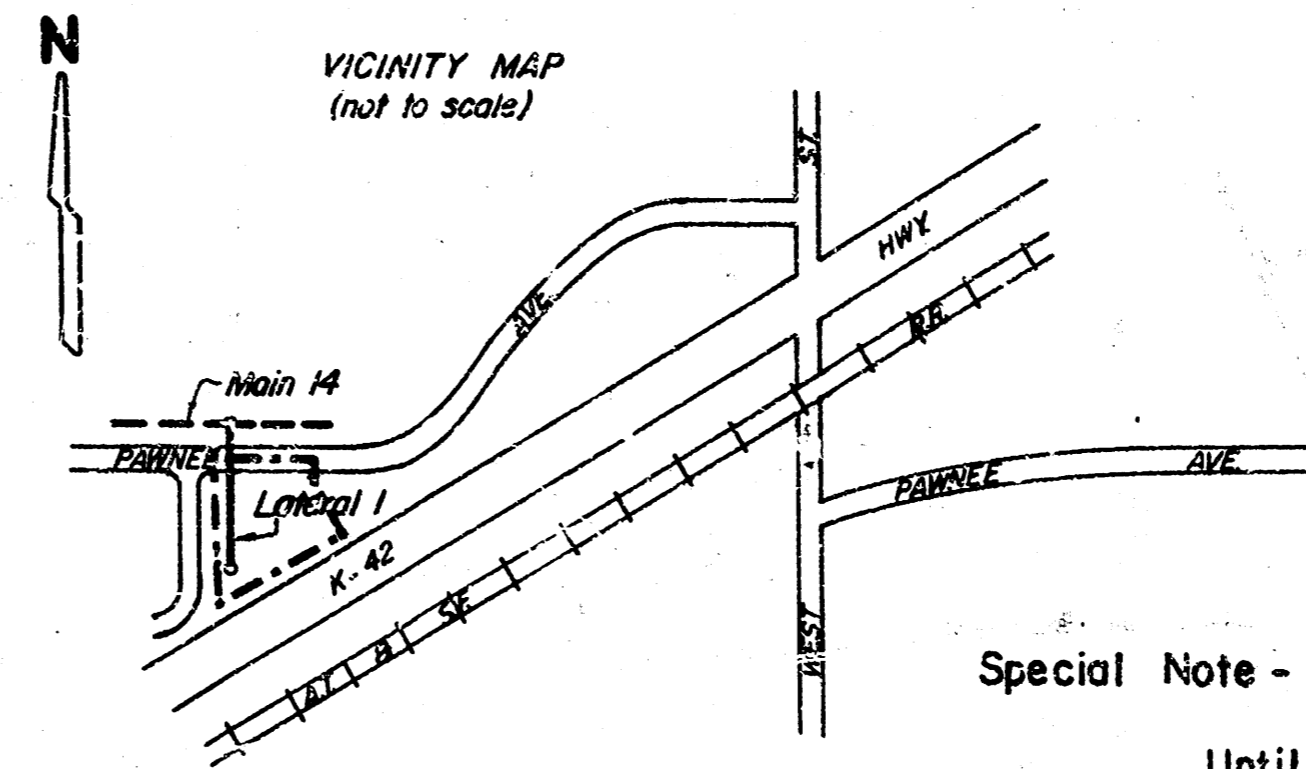 N
VICINITY MAP
(not to scale)
ST.
HWY.
AVE.
R.R.
Main 14
PAWNEE
Lateral 1
PAWNEE AVE.
K-42
A.T. & S.F.
WEST
Special Note -
Until